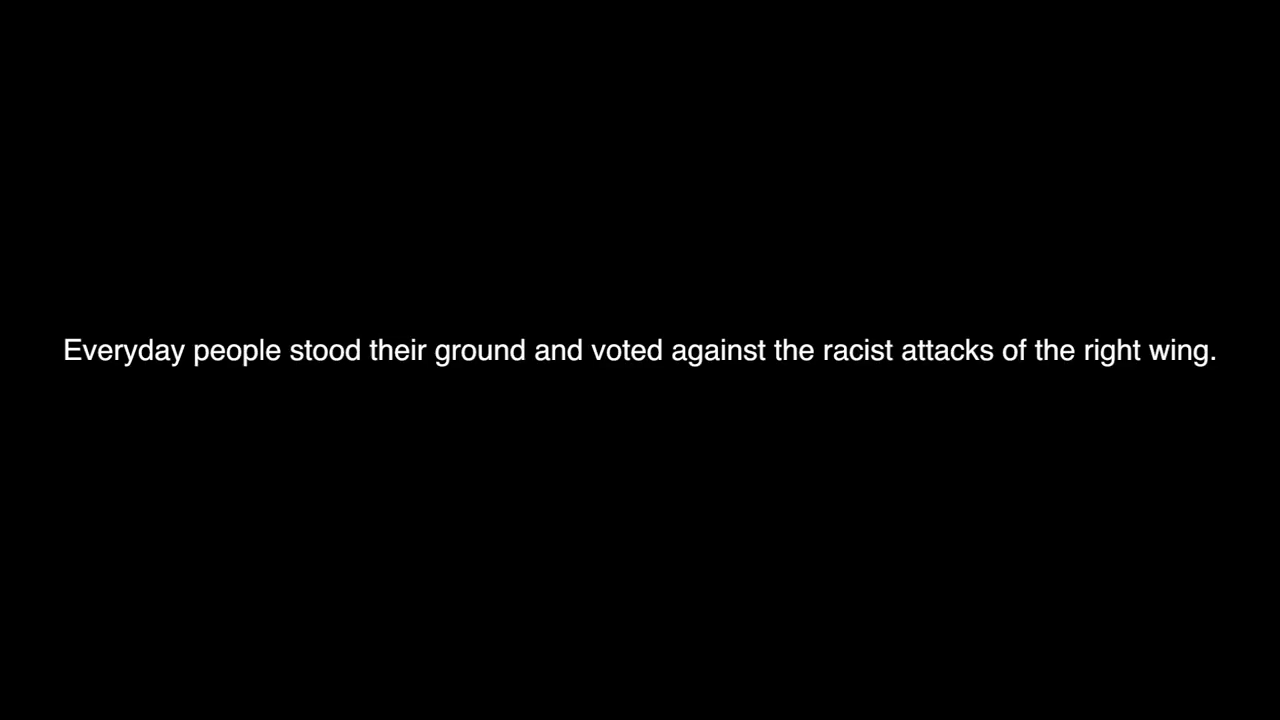 Everyday people stood their ground and voted against the racist attacks of the right wing.